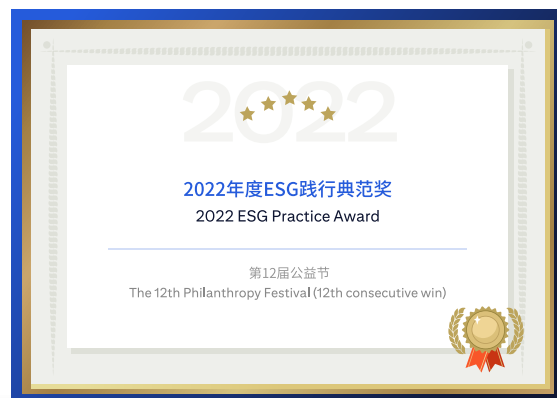 2022
2022年度ESG践行典范奖
2022 ESG Practice Award
第12届公益节
The 12th Philanthropy Festival (12th consecutive win)